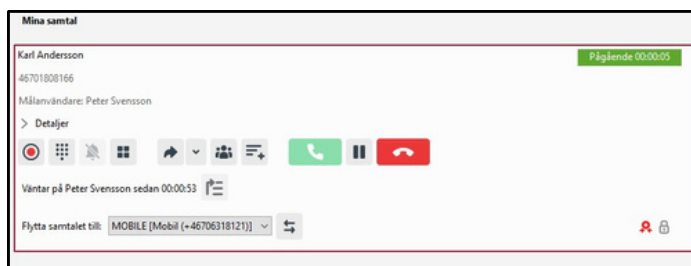 Mina samtal
Karl Andersson
Pågående 00:00:05
46701808166
Målanvändare: Peter Svensson
Detaljer
Väntar på Peter Svensson sedan 00:00:53
Flytta samtalet till: MOBILE [Mobil (+46706318121)]